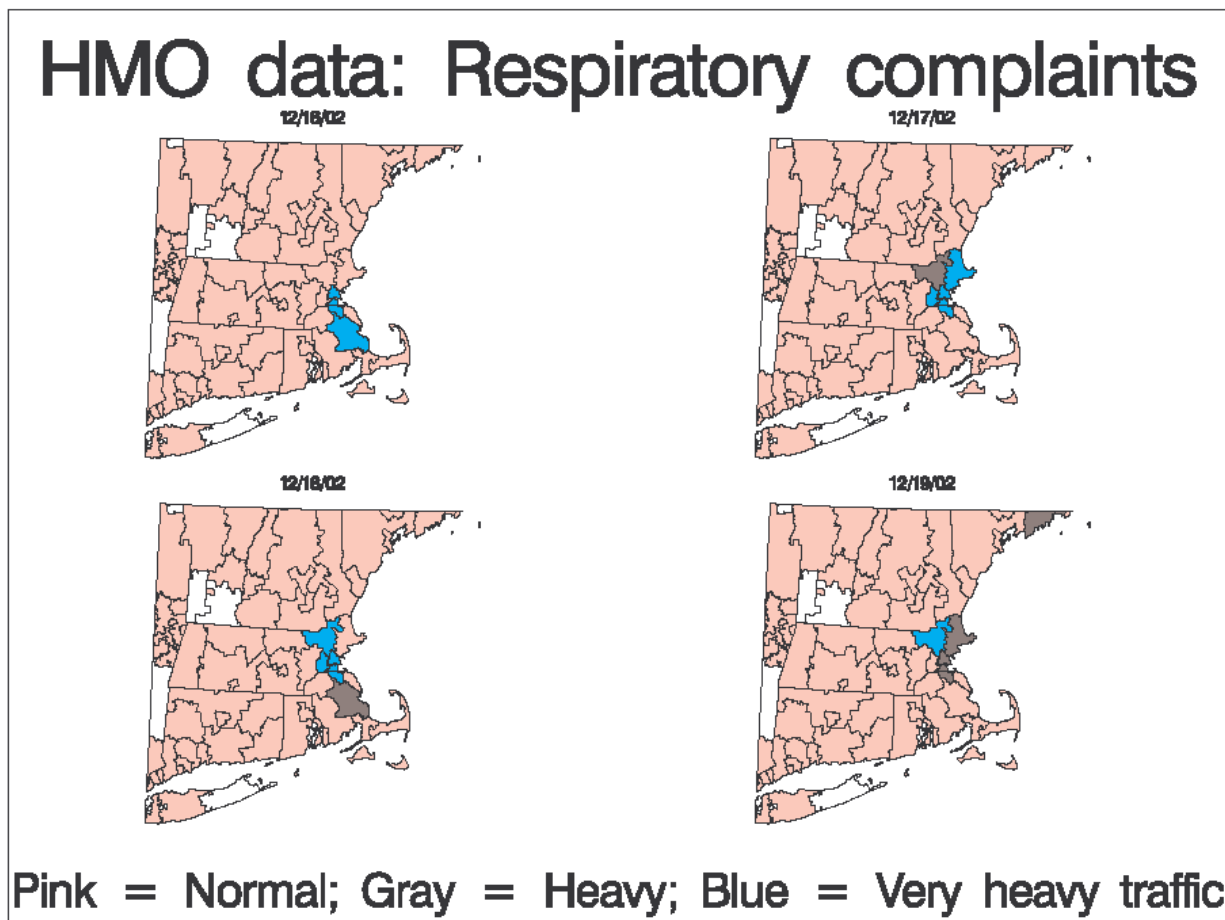 HMO data: Respiratory complaints
12/16/02
12/17/02
12/18/02
12/19/02
Pink = Normal; Gray = Heavy; Blue = Very heavy traffic